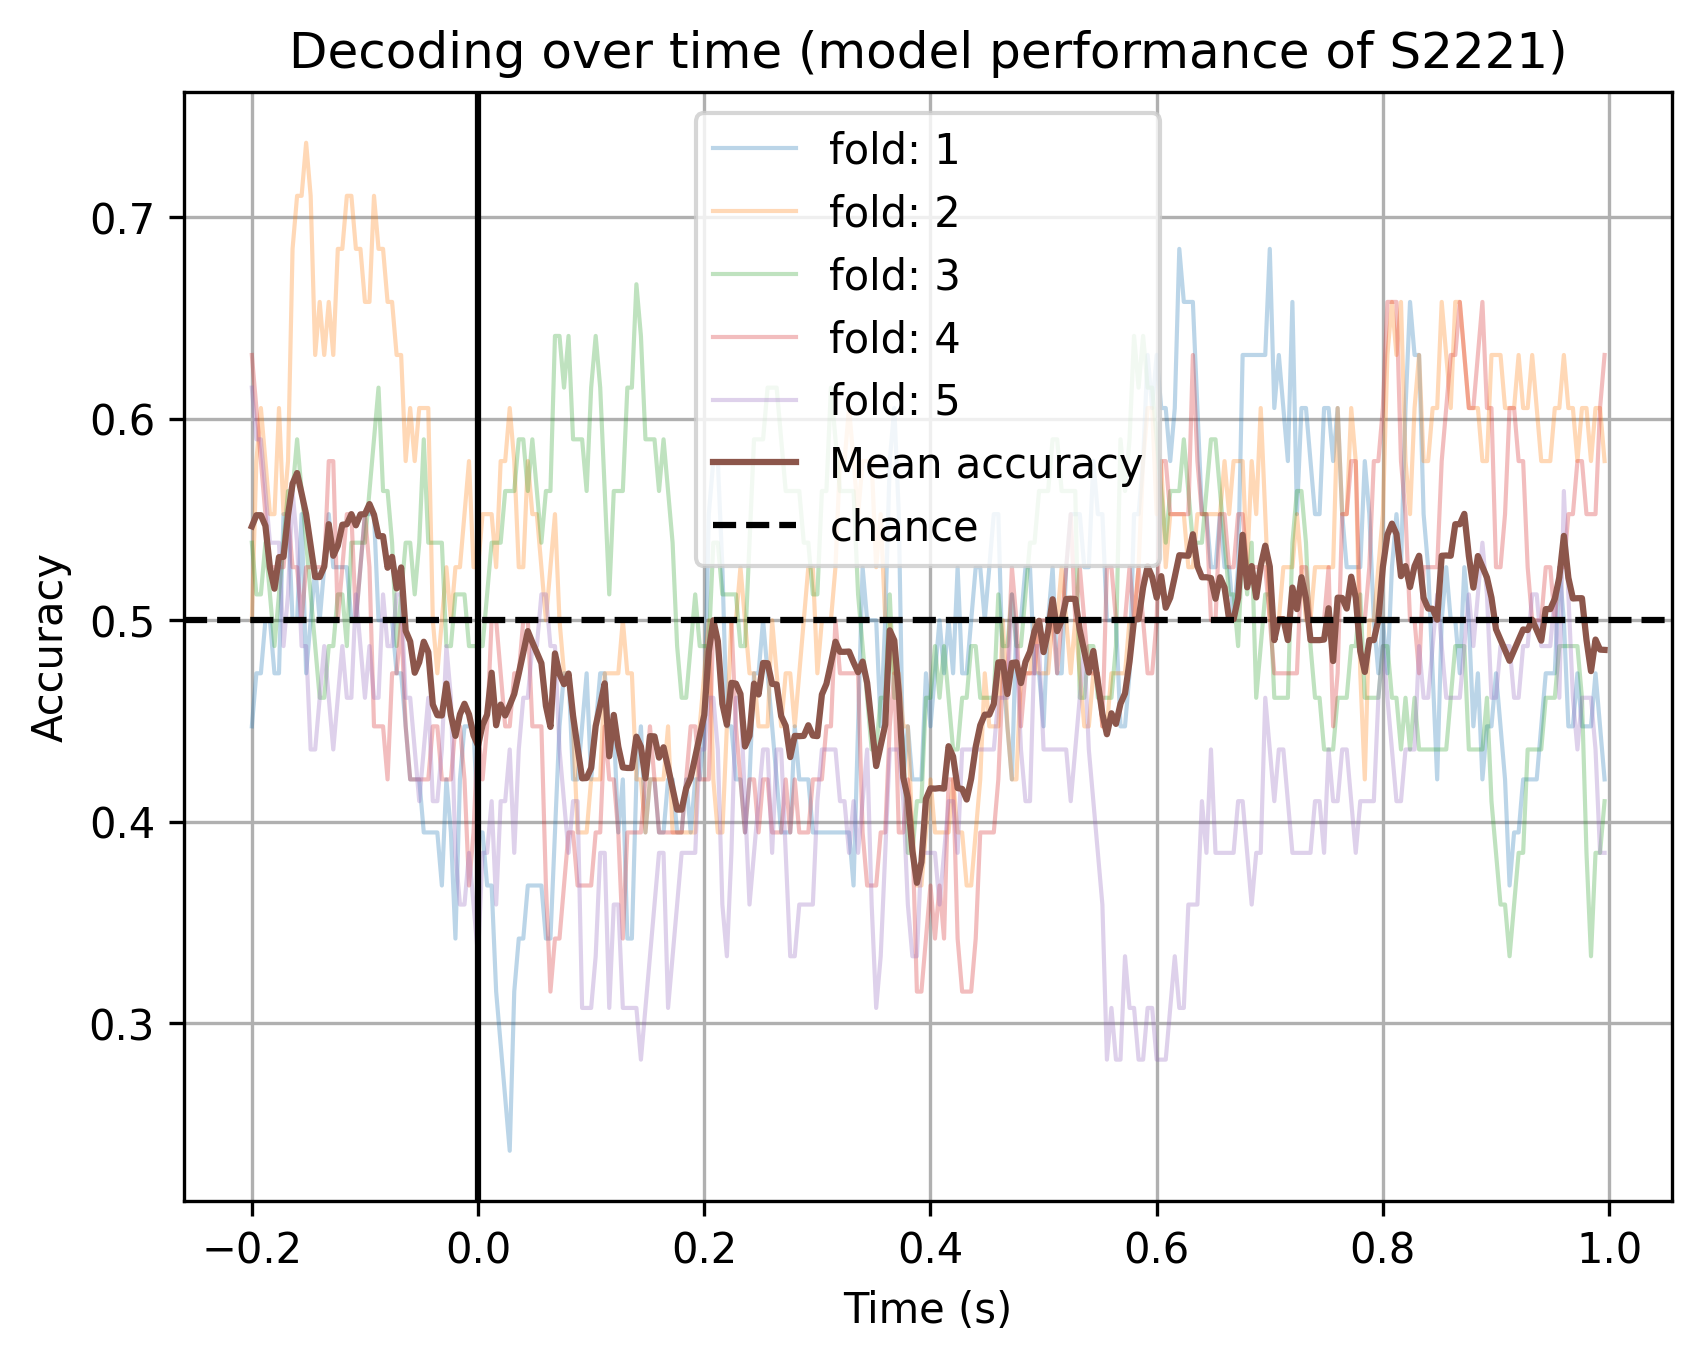 Decoding over time (model performance of S2221)
fold: 1
fold: 2
fold: 3
fold: 4
fold: 5
Mean accuracy
chance
Accuracy
0.7
0.6
0.5
0.4
0.3
−0.2 0.0 0.2 0.4 0.6 0.8 1.0
Time (s)